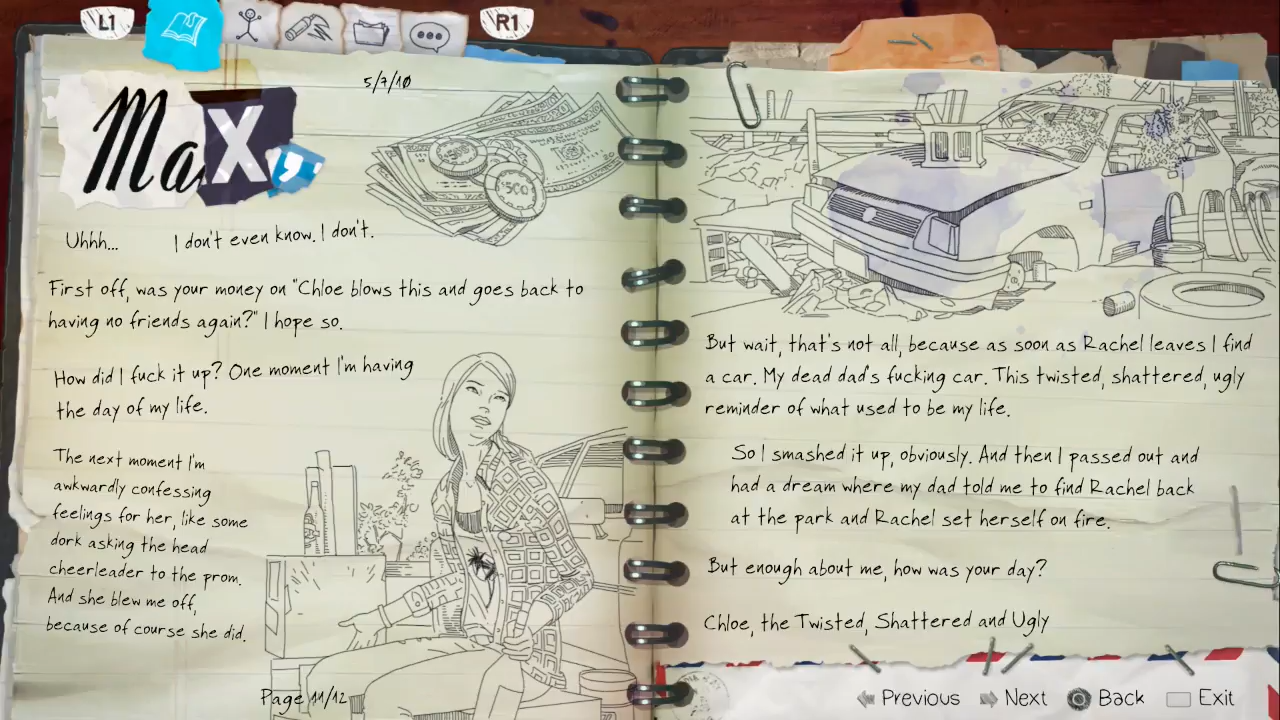 L1
R1
5/7/10
Max,
$500
20
Uhhh... I don't even know. I don't.
First off, was your money on "Chloe blows this and goes back to
having no friends again?" I hope so.
How did I fuck it up? One moment I'm having
the day of my life.
The next moment I'm
awkwardly confessing
feelings for her, like some
dork asking the head
cheerleader to the prom.
And she blew me off,
because of course she did.
Page 11/12
But wait, that's not all, because as soon as Rachel leaves I find
a car. My dead dad's fucking car. This twisted, shattered, ugly
reminder of what used to be my life.
So I smashed it up, obviously. And then I passed out and
had a dream where my dad told me to find Rachel back
at the park and Rachel set herself on fire.
But enough about me, how was your day?
Chloe, the Twisted, Shattered and Ugly
Previous Next Back Exit